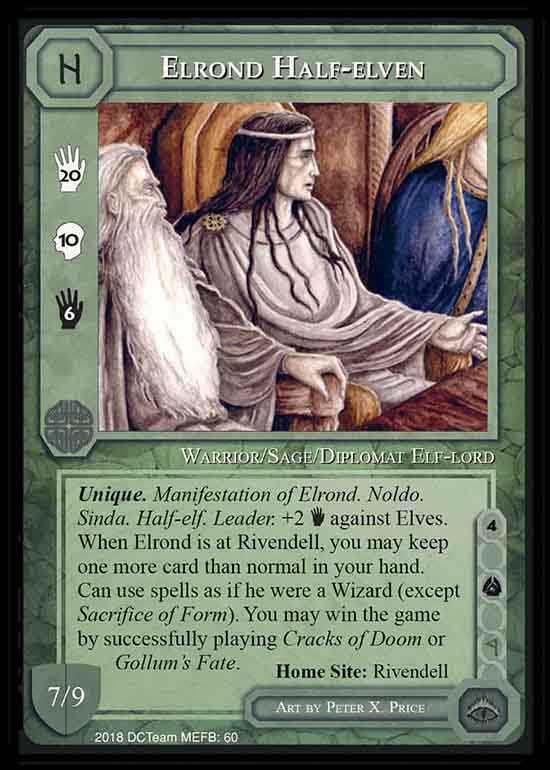 Elrond Half-elven
20
10
6
Warrior/Sage/Diplomat Elf-lord
Unique. Manifestation of Elrond. Noldo.
Sinda. Half-elf. Leader. +2 against Elves.
When Elrond is at Rivendell, you may keep
one more card than normal in your hand.
Can use spells as if he were a Wizard (except
Sacrifice of Form). You may win the game
by successfully playing Cracks of Doom or
Gollum's Fate.
Home Site: Rivendell
4
7/9
Art by Peter X. Price
2018 DCTeam MEFB: 60